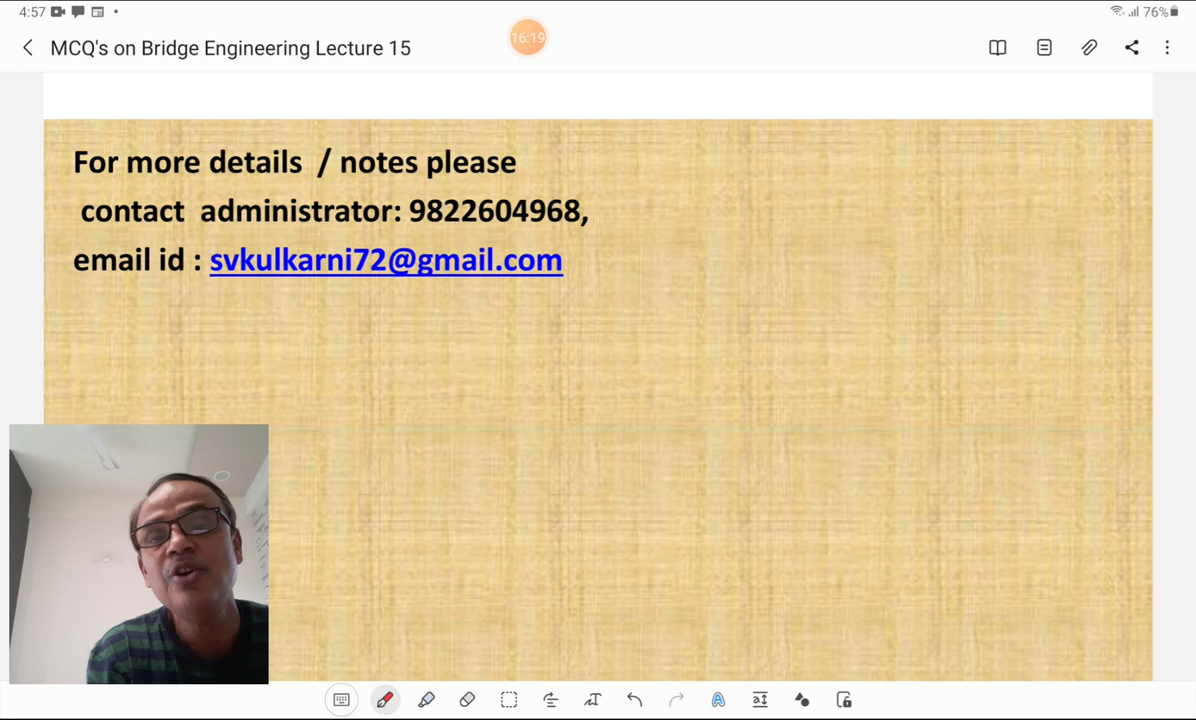 4:57
76%
MCQ's on Bridge Engineering Lecture 15
16:19
For more details / notes please
contact administrator: 9822604968,
email id : svkulkarni72@gmail.com